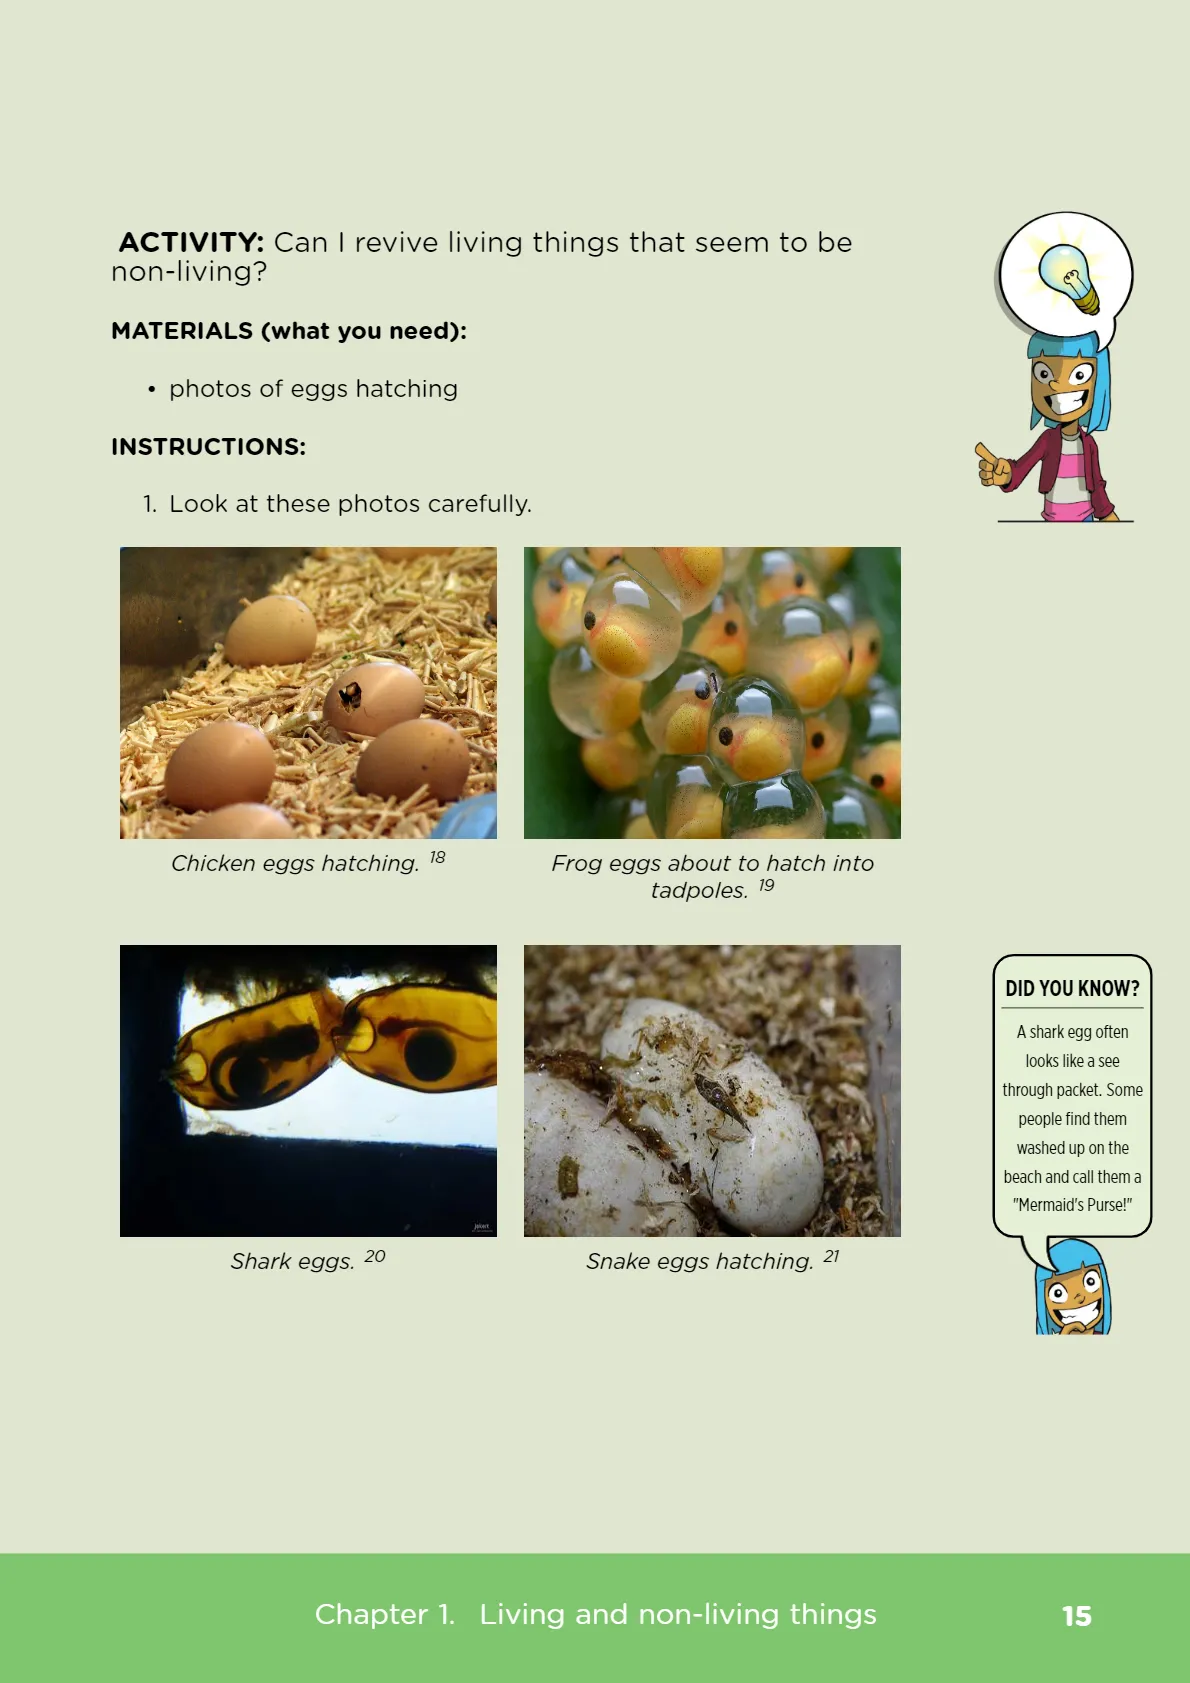 ACTIVITY: Can I revive living things that seem to be
non-living?
MATERIALS (what you need):
• photos of eggs hatching
INSTRUCTIONS:
1. Look at these photos carefully.
Chicken eggs hatching. 18
Frog eggs about to hatch into
tadpoles. 19
Shark eggs. 20
Snake eggs hatching. 21
DID YOU KNOW?
A shark egg often
looks like a see
through packet. Some
people find them
washed up on the
beach and call them a
"Mermaid's Purse!"
Chapter 1. Living and non-living things
15